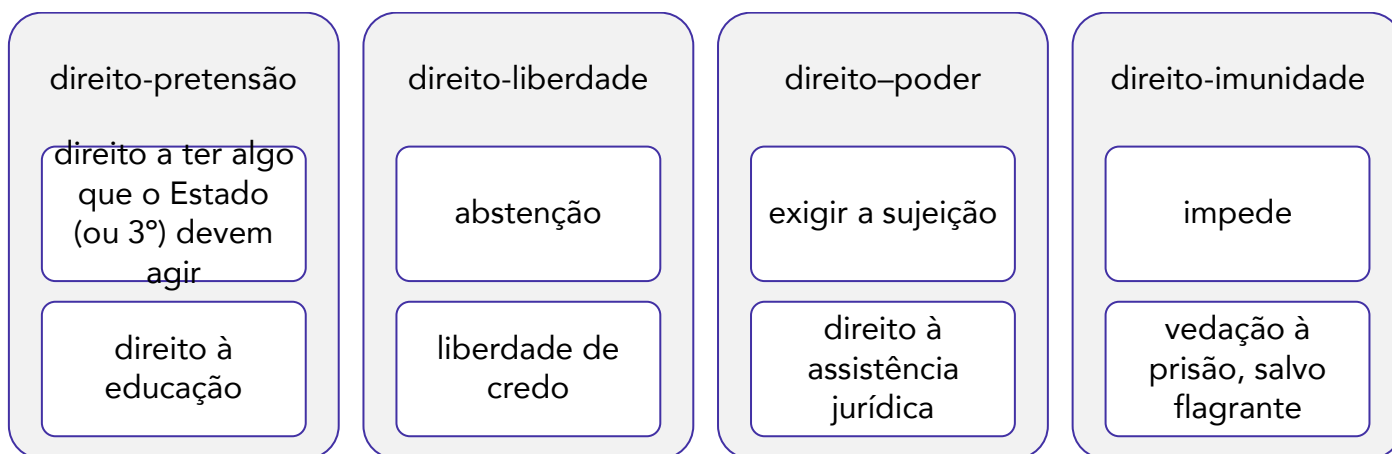 direito-pretensão
direito a ter algo
que o Estado
(ou 3º) devem
agir
direito à
educação
direito-liberdade
abstenção
liberdade de
credo
direito–poder
exigir a sujeição
direito à
assistência
jurídica
direito-imunidade
impede
vedação à
prisão, salvo
flagrante